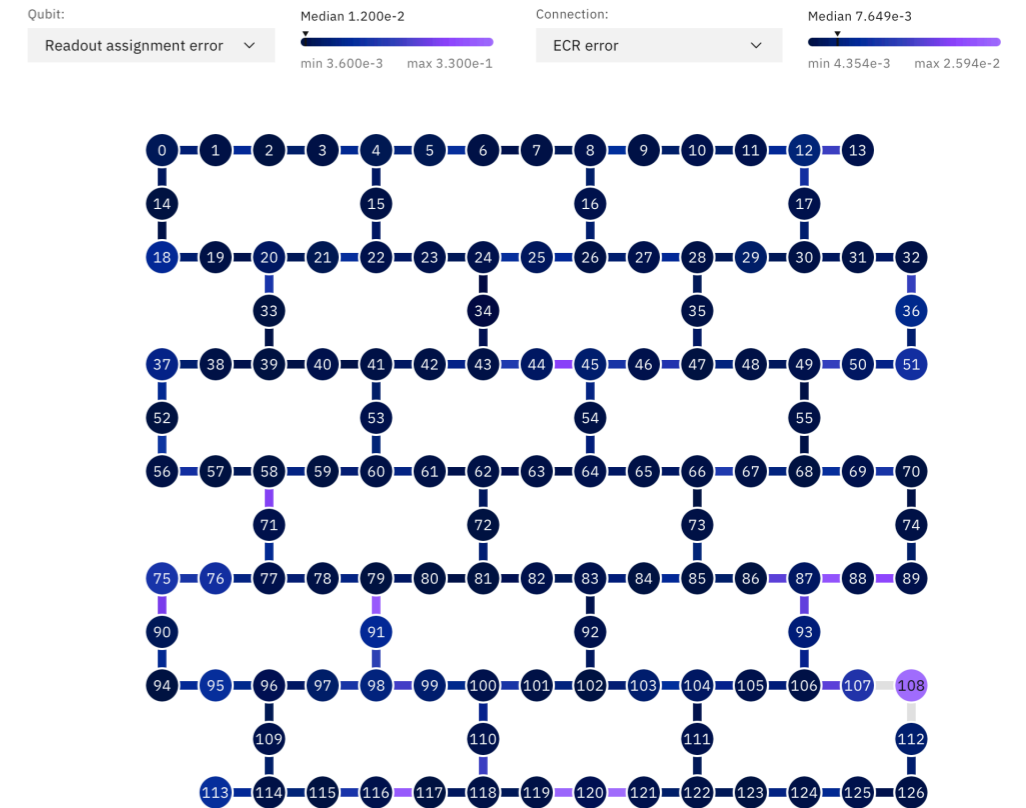 Qubit:
Readout assignment error
Median 1.200e-2
min 3.600e-3 max 3.300e-1
Connection:
ECR error
Median 7.649e-3
min 4.354e-3 max 2.594e-2
0 1 2 3 4 5 6 7 8 9 10 11 12 13
14 15 16 17
18 19 20 21 22 23 24 25 26 27 28 29 30 31 32
33 34 35 36
37 38 39 40 41 42 43 44 45 46 47 48 49 50 51
52 53 54 55
56 57 58 59 60 61 62 63 64 65 66 67 68 69 70
71 72 73 74
75 76 77 78 79 80 81 82 83 84 85 86 87 88 89
90 91 92 93
94 95 96 97 98 99 100 101 102 103 104 105 106 107 108
109 110 111 112
113 114 115 116 117 118 119 120 121 122 123 124 125 126